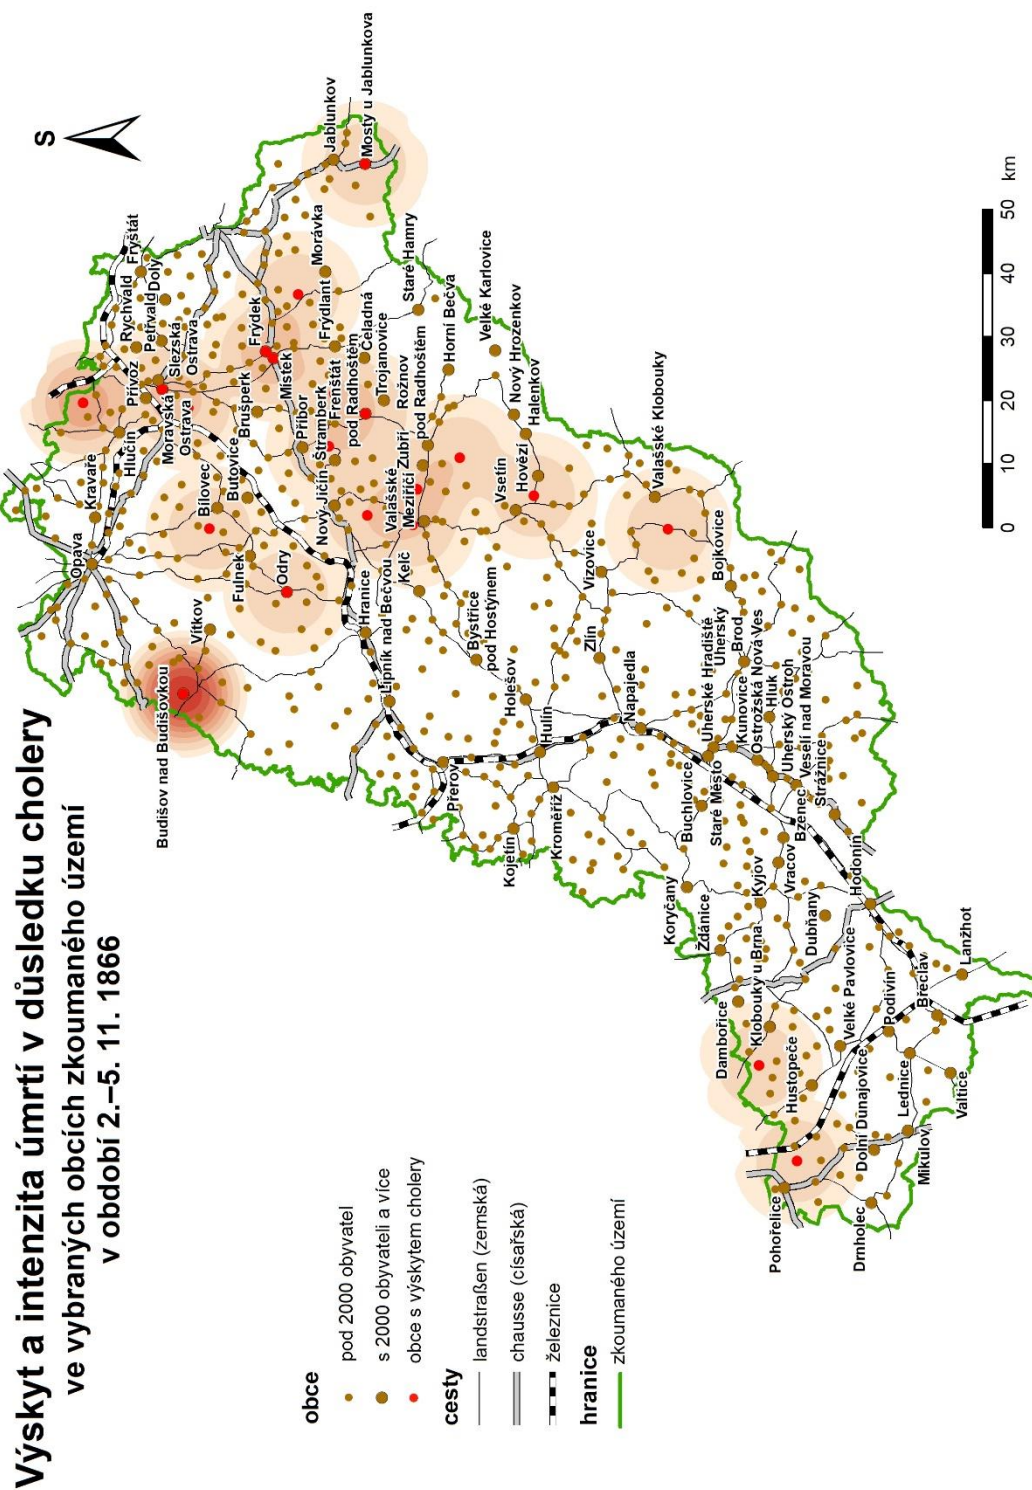 Výskyt a intenzita úmrtí v důsledku cholery
ve vybraných obcích zkoumaného území
v období 2.–5. 11. 1866
S
obce
pod 2000 obyvatel
s 2000 obyvateli a více
obce s výskytem cholery
cesty
landstraßen (zemská)
chausse (císařská)
železnice
hranice
zkoumaného území
Opava
Kravaře
Hlučín
Přívoz
Rychvald
Fryštát
Petřvald
Doly
Slezská
Ostrava
Moravská
Ostrava
Budišov nad Budišovkou
Vítkov
Bílovec
Butovice
Brušperk
Fulnek
Odry
Příbor
Místek
Frýdek
Frýdlant
Morávka
Jablunkov
Mosty u Jablunkova
Nový Jičín
Štramberk
Frenštát
pod Radhoštěm
Čeladná
Trojanovice
Staré Hamry
Hranice
Lipník nad Bečvou
Kelč
Valašské
Meziříčí
Zubří
Rožnov
pod Radhoštěm
Horní Bečva
Velké Karlovice
Nový Hrozenkov
Halenkov
Hovězí
Vsetín
Bystřice
pod Hostýnem
Holešov
Přerov
Hulín
Kojetín
Kroměříž
Zlín
Vizovice
Napajedla
Valašské Klobouky
Bojkovice
Uherské Hradiště
Uherský
Brod
Kunovice
Ostrožská Nová Ves
Hluk
Uherský Ostroh
Veselí nad Moravou
Strážnice
Buchlovice
Staré Město
Bzenec
Vracov
Kyjov
Koryčany
Ždánice
Dubňany
Hodonín
Dambořice
Klobouky u Brna
Hustopeče
Velké Pavlovice
Podivín
Břeclav
Lanžhot
Lednice
Valtice
Pohořelice
Dolní Dunajovice
Drnholec
Mikulov
0 10 20 30 40 50 km